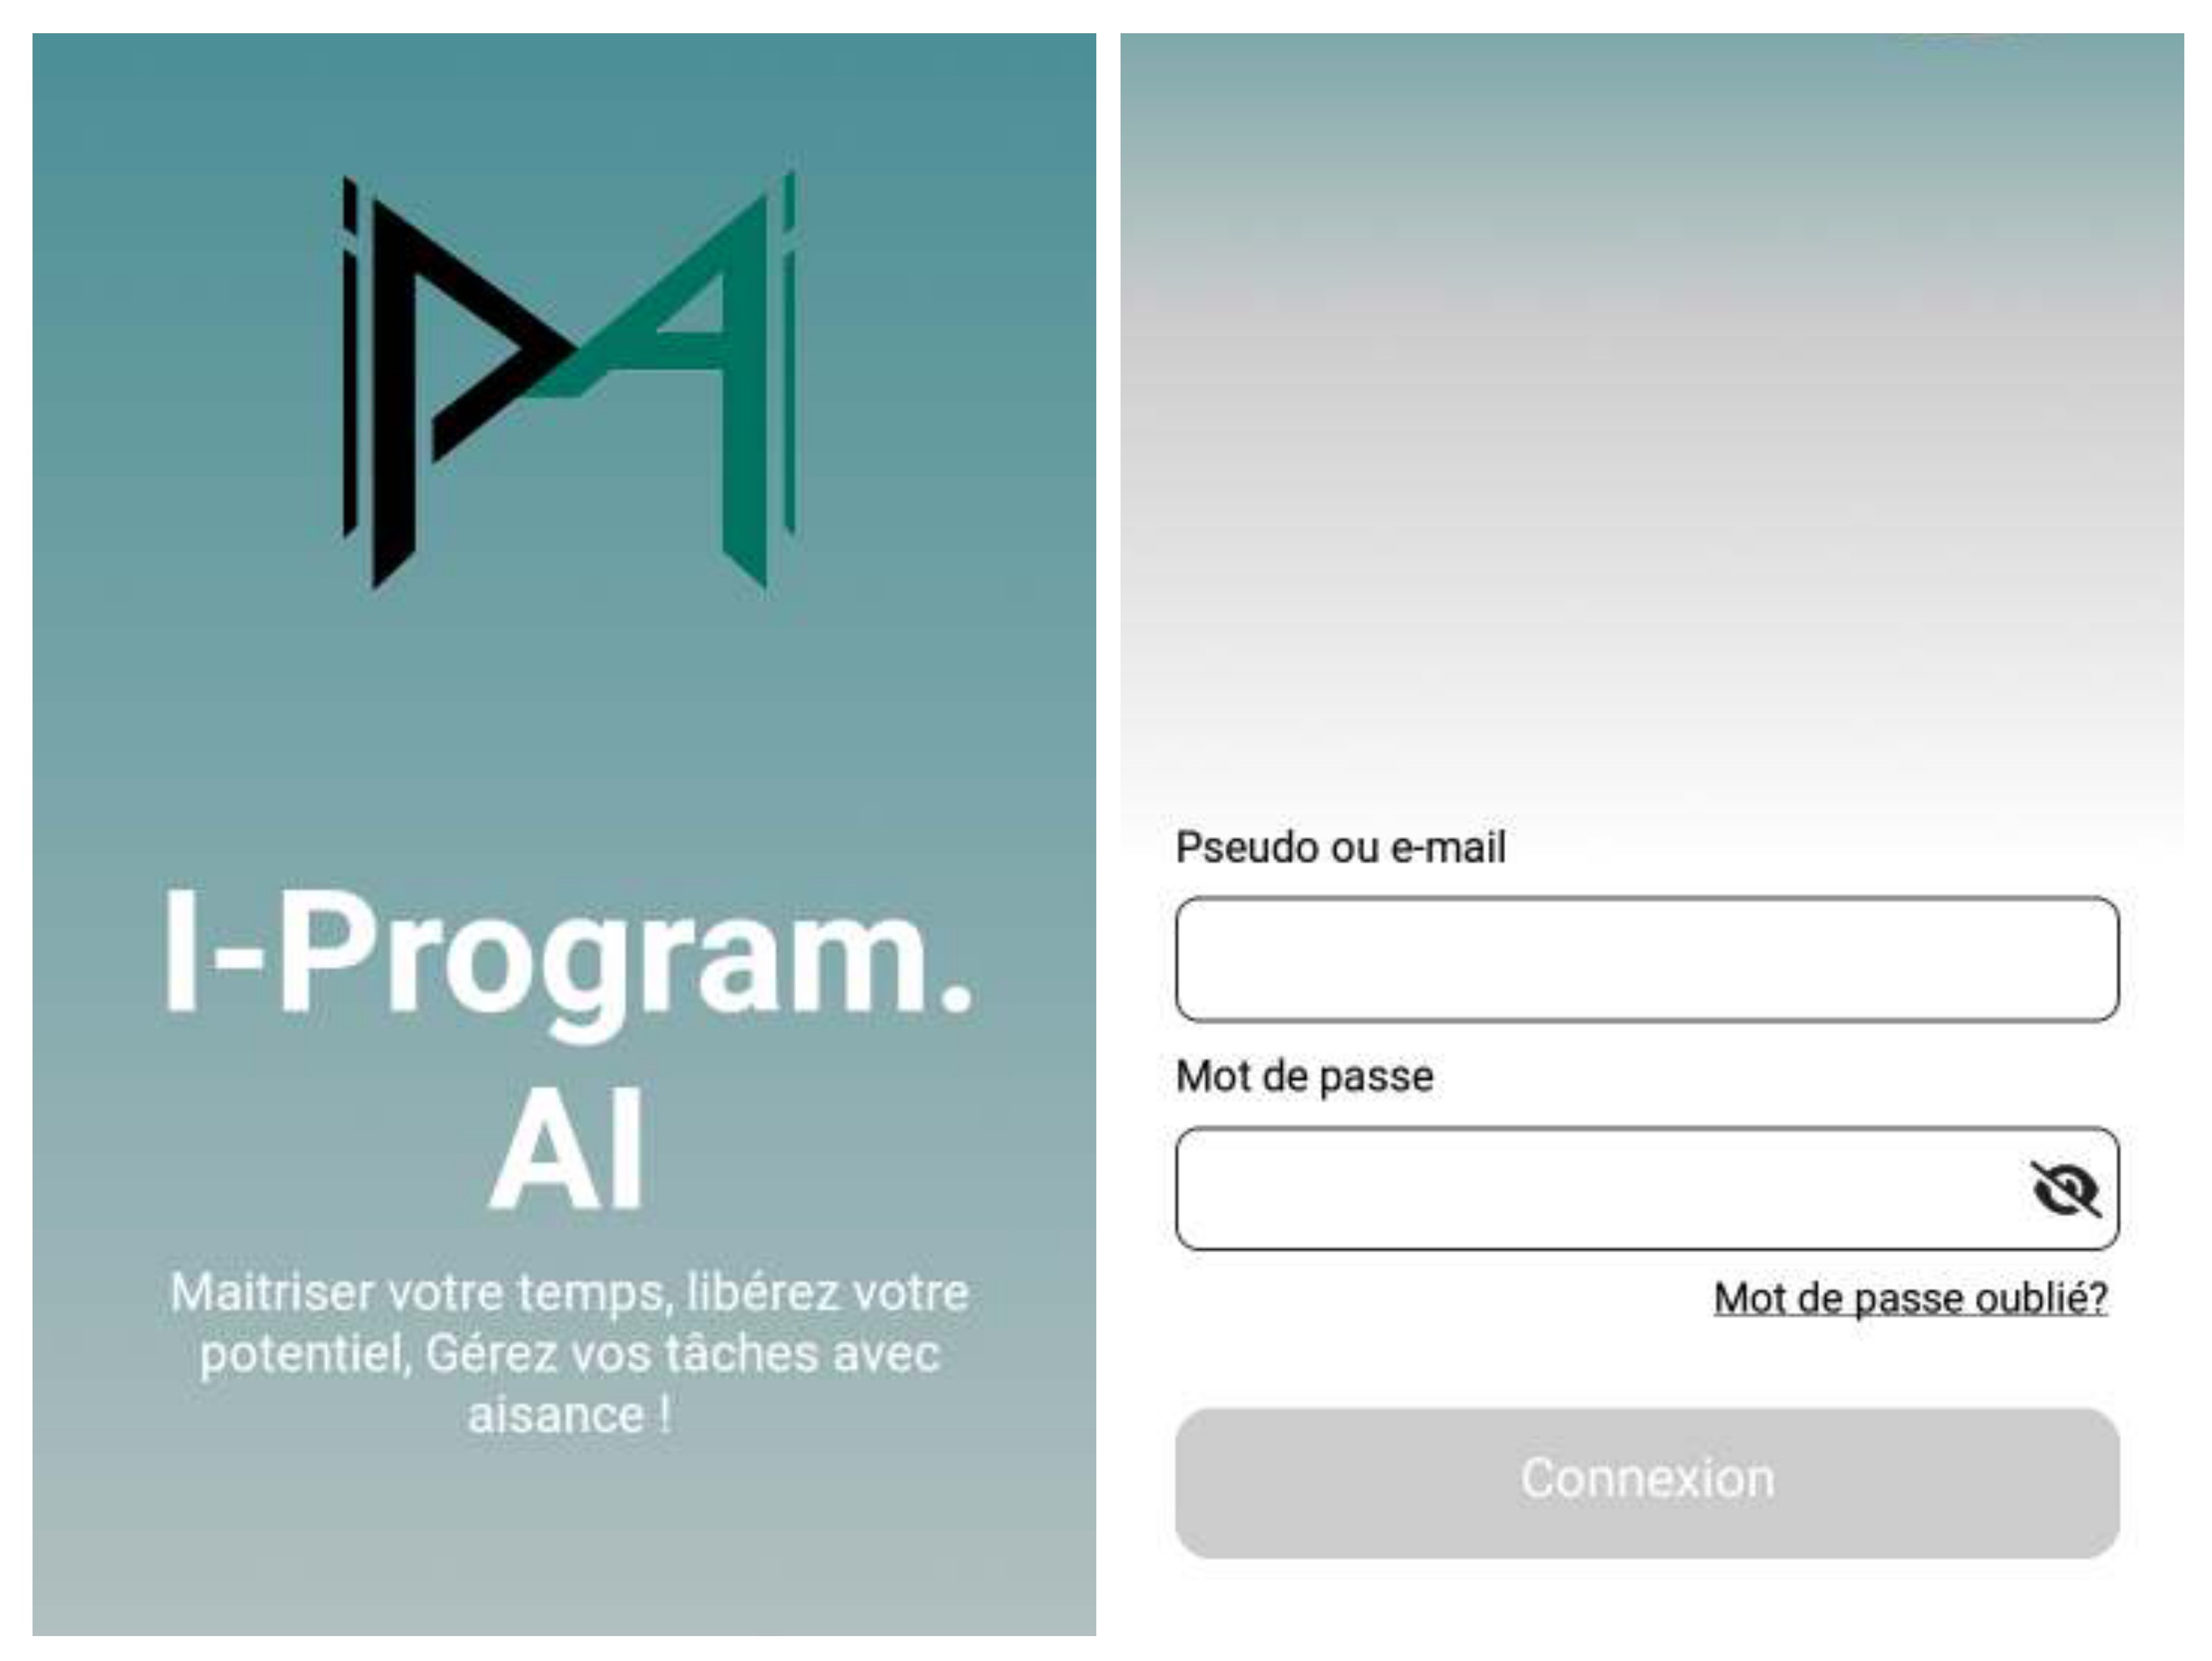 I-Program.
AI
Maitriser votre temps, libérez votre
potentiel, Gérez vos tâches avec
aisance !
Pseudo ou e-mail
Mot de passe
Mot de passe oublié?
Connexion